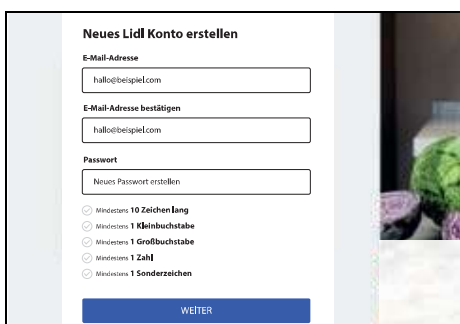 Neues Lidl Konto erstellen
E-Mail-Adresse
hallo@beispiel.com
E-Mail-Adresse bestätigen
hallo@beispiel.com
Passwort
Neues Passwort erstellen
Mindestens 10 Zeichen lang
Mindestens 1 Kleinbuchstabe
Mindestens 1 Großbuchstabe
Mindestens 1 Zahl
Mindestens 1 Sonderzeichen
WEITER